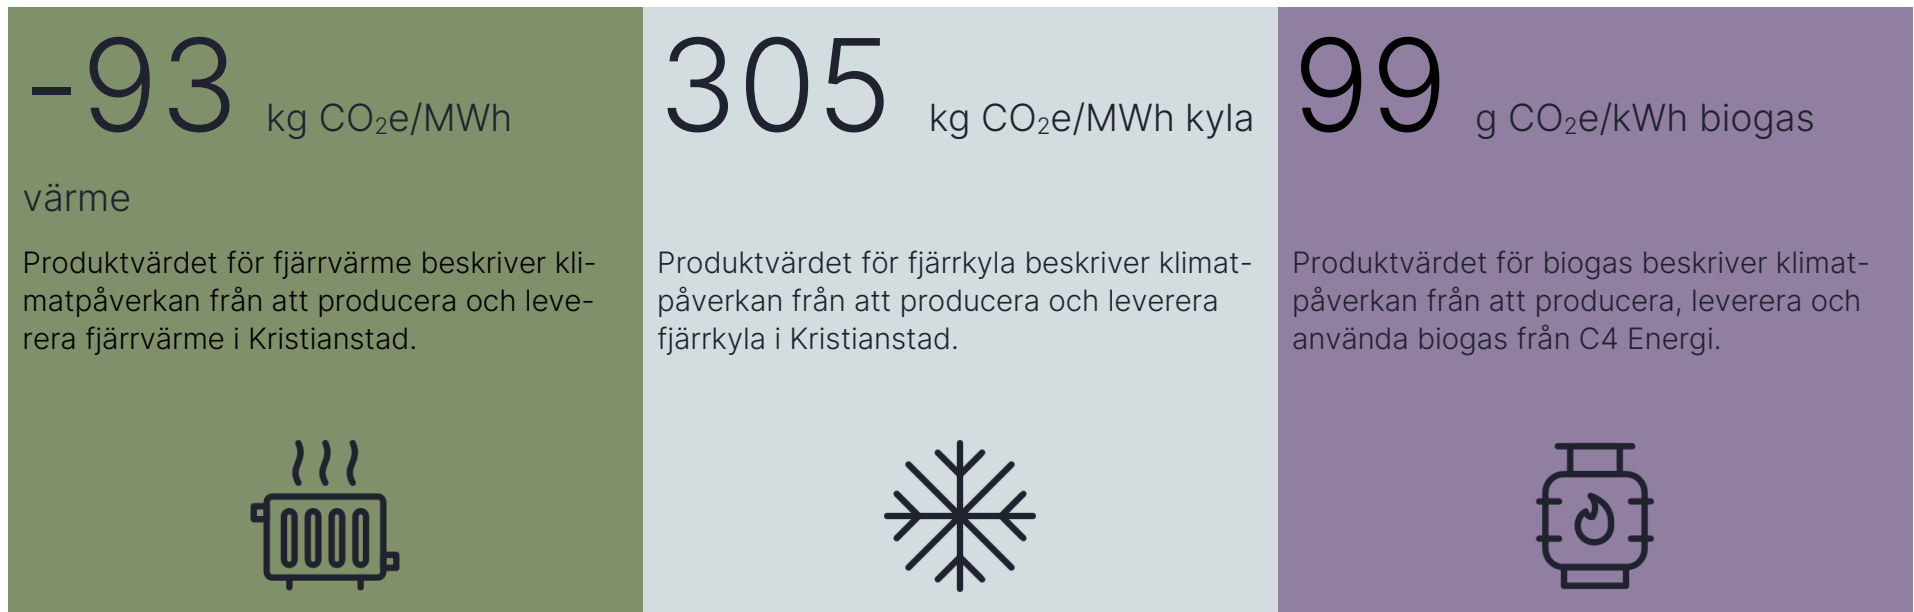 -93 kg CO₂e/MWh
värme
Produktvärdet för fjärrvärme beskriver kli-
matpåverkan från att producera och leve-
rera fjärrvärme i Kristianstad.
305 kg CO₂e/MWh kyla
Produktvärdet för fjärrkyla beskriver klimat-
påverkan från att producera och leverera
fjärrkyla i Kristianstad.
99 g CO₂e/kWh biogas
Produktvärdet för biogas beskriver klimat-
påverkan från att producera, leverera och
använda biogas från C4 Energi.